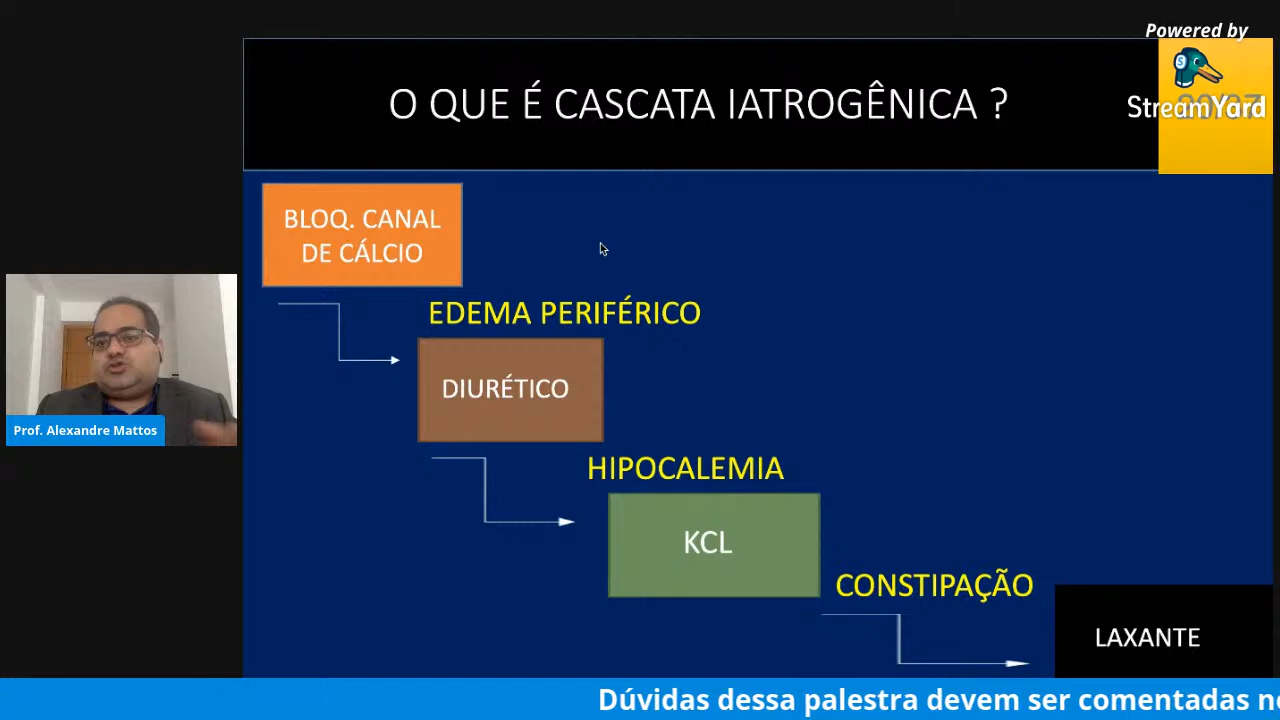 Powered by
StreamYard
O QUE É CASCATA IATROGÊNICA ?
BLOQ. CANAL
DE CÁLCIO
EDEMA PERIFÉRICO
DIURÉTICO
HIPOCALEMIA
KCL
CONSTIPAÇÃO
LAXANTE
Prof. Alexandre Mattos
Dúvidas dessa palestra devem ser comentadas